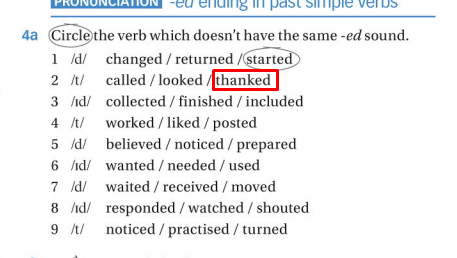 PRONUNCIATION -ed ending in past simple verbs
4a Circle the verb which doesn't have the same -ed sound.
1 /d/ changed / returned / started
2 /t/ called / looked / thanked
3 /ɪd/ collected / finished / included
4 /t/ worked / liked / posted
5 /d/ believed / noticed / prepared
6 /ɪd/ wanted / needed / used
7 /d/ waited / received / moved
8 /ɪd/ responded / watched / shouted
9 /t/ noticed / practised / turned